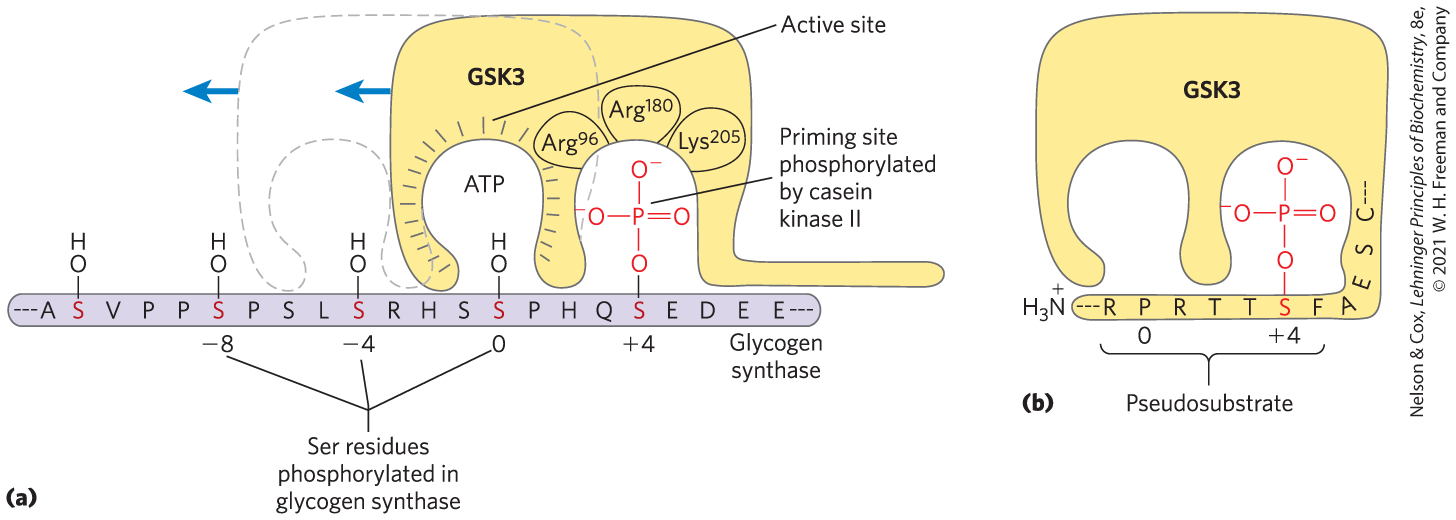 Active site
GSK3
Arg96
Arg180
Lys205
ATP
Priming site
phosphorylated
by casein
kinase II
O−
−O—P=O
O
H
O
H
O
H
O
H
O
---A S V P P S P S L S R H S S P H Q S E D E E---
−8
−4
0
+4
Glycogen
synthase
Ser residues
phosphorylated in
glycogen synthase
(a)
GSK3
O−
−O—P=O
O
H3N+
---R P R T T S F A E S C---
0
+4
Pseudosubstrate
(b)
Nelson & Cox, Lehninger Principles of Biochemistry, 8e,
© 2021 W. H. Freeman and Company